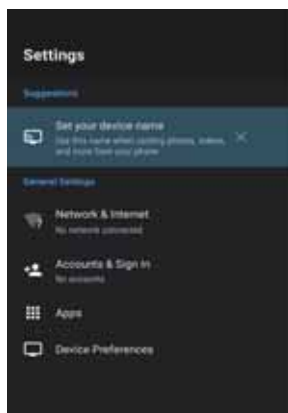 Settings
Suggestions
Set your device name
Use this name when casting photos, videos,
and more from your phone
General Settings
Network & Internet
No network connected
Accounts & Sign In
No accounts
Apps
Device Preferences